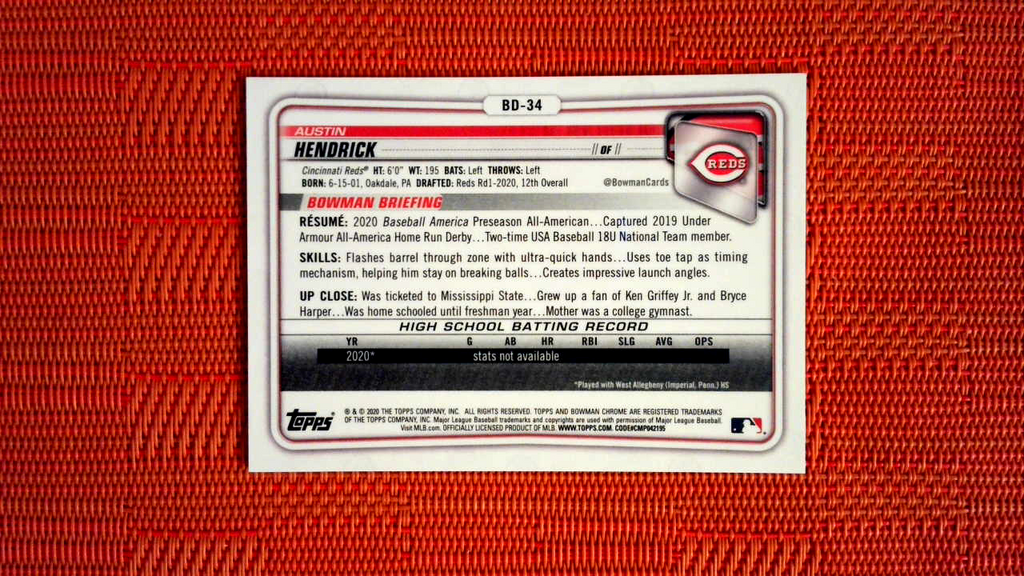 BD-34
AUSTIN
HENDRICK // OF //
REDS
Cincinnati Reds® HT: 6'0" WT: 195 BATS: Left THROWS: Left
BORN: 6-15-01, Oakdale, PA DRAFTED: Reds Rd1-2020, 12th Overall @BowmanCards
BOWMAN BRIEFING
RÉSUMÉ: 2020 Baseball America Preseason All-American...Captured 2019 Under
Armour All-America Home Run Derby...Two-time USA Baseball 18U National Team member.
SKILLS: Flashes barrel through zone with ultra-quick hands...Uses toe tap as timing
mechanism, helping him stay on breaking balls...Creates impressive launch angles.
UP CLOSE: Was ticketed to Mississippi State...Grew up a fan of Ken Griffey Jr. and Bryce
Harper...Was home schooled until freshman year...Mother was a college gymnast.
HIGH SCHOOL BATTING RECORD
YR G AB HR RBI SLG AVG OPS
2020* stats not available
*Played with West Allegheny (Imperial, Penn.) HS
Topps® ® & © 2020 THE TOPPS COMPANY, INC. ALL RIGHTS RESERVED. TOPPS AND BOWMAN CHROME ARE REGISTERED TRADEMARKS
OF THE TOPPS COMPANY, INC. Major League Baseball trademarks and copyrights are used with permission of Major League Baseball.
Visit MLB.com. OFFICIALLY LICENSED PRODUCT OF MLB. WWW.TOPPS.COM. CODE#CMP042195